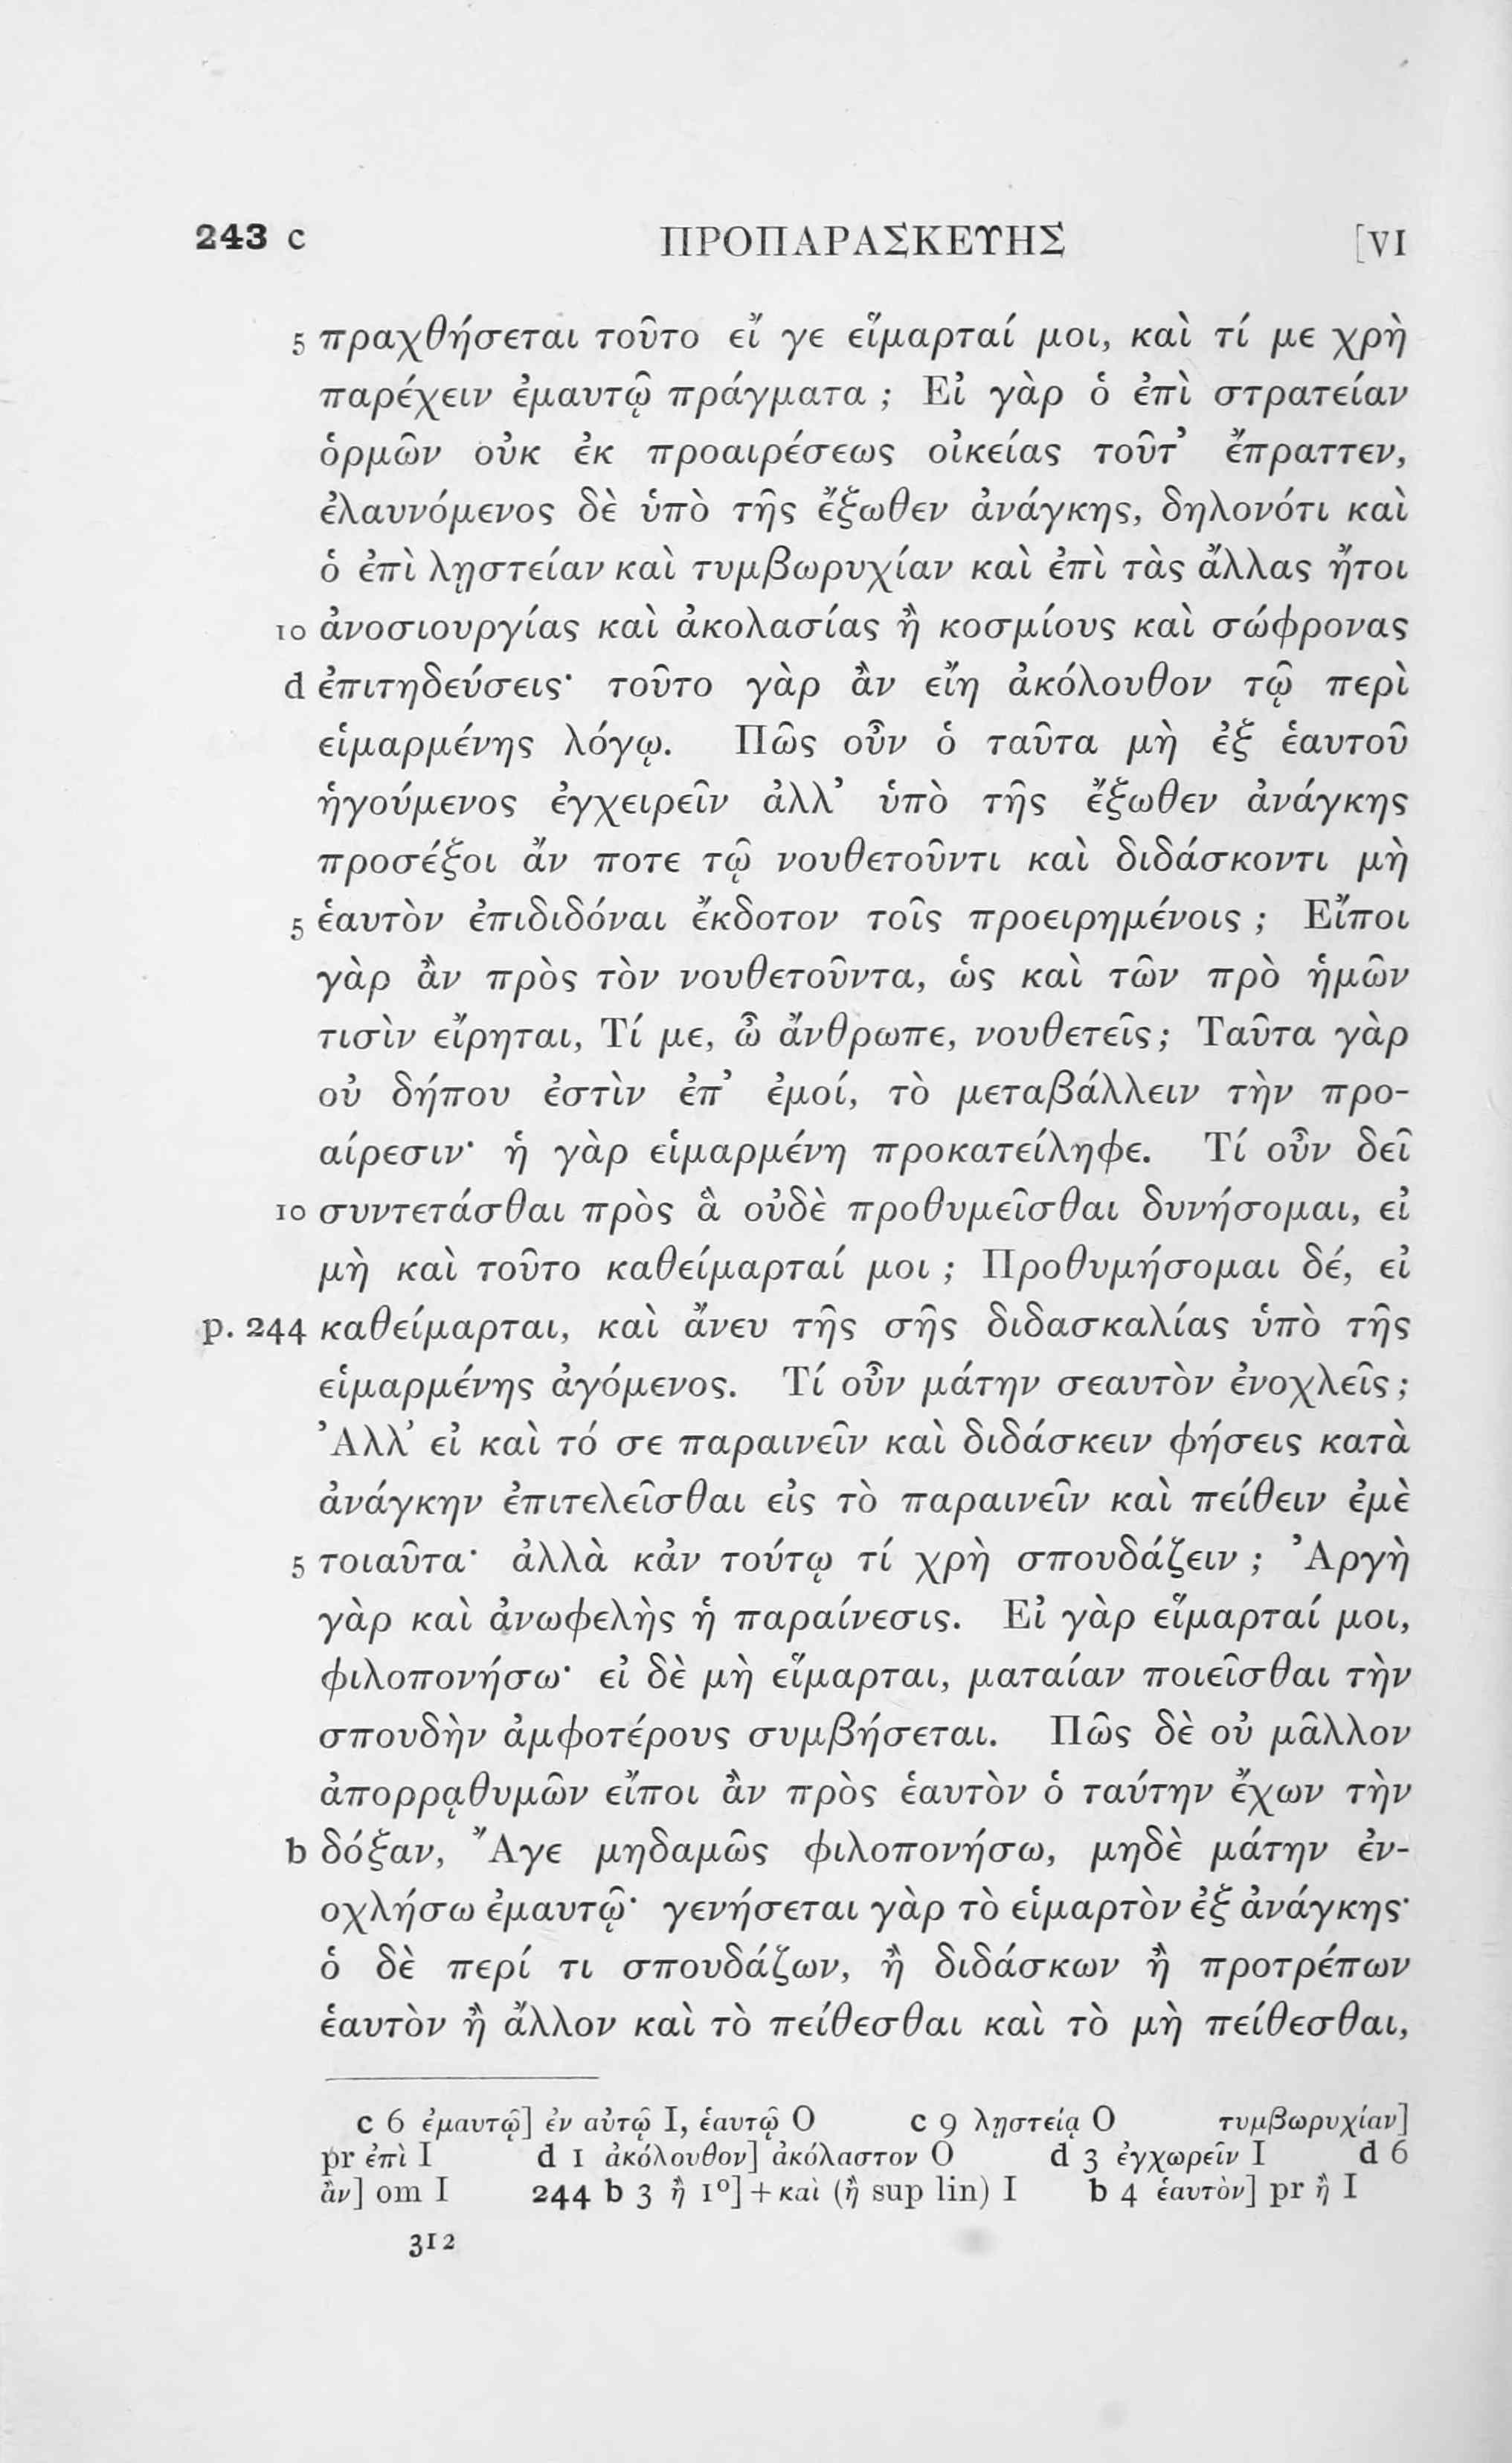 243 c ΠΡΟΠΑΡΑΣΚΕΥΗΣ [VI
5 πραχθήσεται τοῦτο εἴ γε εἵμαρταί μοι, καὶ τί με χρὴ
παρέχειν ἐμαυτῷ πράγματα ; Εἰ γὰρ ὁ ἐπὶ στρατείαν
ὁρμῶν οὐκ ἐκ προαιρέσεως οἰκείας τοῦτ’ ἔπραττεν,
ἐλαυνόμενος δὲ ὑπὸ τῆς ἔξωθεν ἀνάγκης, δηλονότι καὶ
ὁ ἐπὶ λῃστείαν καὶ τυμβωρυχίαν καὶ ἐπὶ τὰς ἄλλας ἤτοι
10 ἀνοσιουργίας καὶ ἀκολασίας ἢ κοσμίους καὶ σώφρονας
d ἐπιτηδεύσεις· τοῦτο γὰρ ἂν εἴη ἀκόλουθον τῷ περὶ
εἱμαρμένης λόγῳ. Πῶς οὖν ὁ ταῦτα μὴ ἐξ ἑαυτοῦ
ἡγούμενος ἐγχειρεῖν ἀλλ’ ὑπὸ τῆς ἔξωθεν ἀνάγκης
προσέξοι ἄν ποτε τῷ νουθετοῦντι καὶ διδάσκοντι μὴ
5 ἑαυτὸν ἐπιδιδόναι ἔκδοτον τοῖς προειρημένοις ; Εἴποι
γὰρ ἂν πρὸς τὸν νουθετοῦντα, ὡς καὶ τῶν πρὸ ἡμῶν
τισὶν εἴρηται, Τί με, ὦ ἄνθρωπε, νουθετεῖς; Ταῦτα γὰρ
οὐ δήπου ἐστὶν ἐπ’ ἐμοί, τὸ μεταβάλλειν τὴν προ-
αίρεσιν· ἡ γὰρ εἱμαρμένη προκατείληφε. Τί οὖν δεῖ
10 συντετάσθαι πρὸς ἃ οὐδὲ προθυμεῖσθαι δυνήσομαι, εἰ
μὴ καὶ τοῦτο καθείμαρταί μοι ; Προθυμήσομαι δέ, εἰ
p. 244 καθείμαρται, καὶ ἄνευ τῆς σῆς διδασκαλίας ὑπὸ τῆς
εἱμαρμένης ἀγόμενος. Τί οὖν μάτην σεαυτὸν ἐνοχλεῖς ;
Ἀλλ’ εἰ καὶ τό σε παραινεῖν καὶ διδάσκειν φήσεις κατὰ
ἀνάγκην ἐπιτελεῖσθαι εἰς τὸ παραινεῖν καὶ πείθειν ἐμὲ
5 τοιαῦτα· ἀλλὰ κἀν τούτῳ τί χρὴ σπουδάζειν ; Ἀργὴ
γὰρ καὶ ἀνωφελὴς ἡ παραίνεσις. Εἰ γὰρ εἵμαρταί μοι,
φιλοπονήσω· εἰ δὲ μὴ εἵμαρται, ματαίαν ποιεῖσθαι τὴν
σπουδὴν ἀμφοτέρους συμβήσεται. Πῶς δὲ οὐ μᾶλλον
ἀπορρᾳθυμῶν εἴποι ἂν πρὸς ἑαυτὸν ὁ ταύτην ἔχων τὴν
b δόξαν, Ἄγε μηδαμῶς φιλοπονήσω, μηδὲ μάτην ἐν-
οχλήσω ἐμαυτῷ· γενήσεται γὰρ τὸ εἱμαρτὸν ἐξ ἀνάγκης·
ὁ δὲ περί τι σπουδάζων, ἢ διδάσκων ἢ προτρέπων
ἑαυτὸν ἢ ἄλλον καὶ τὸ πείθεσθαι καὶ τὸ μὴ πείθεσθαι,
c 6 ἐμαυτῷ] ἐν αὐτῷ I, ἑαυτῷ O c 9 λῃστείᾳ O τυμβωρυχίαν]
pr ἐπὶ I d 1 ἀκόλουθον] ἀκόλαστον O d 3 ἐγχωρεῖν I d 6
ἂν] om I 244 b 3 ἢ 1º] + καὶ (ἢ sup lin) I b 4 ἑαυτὸν] pr ἢ I
312